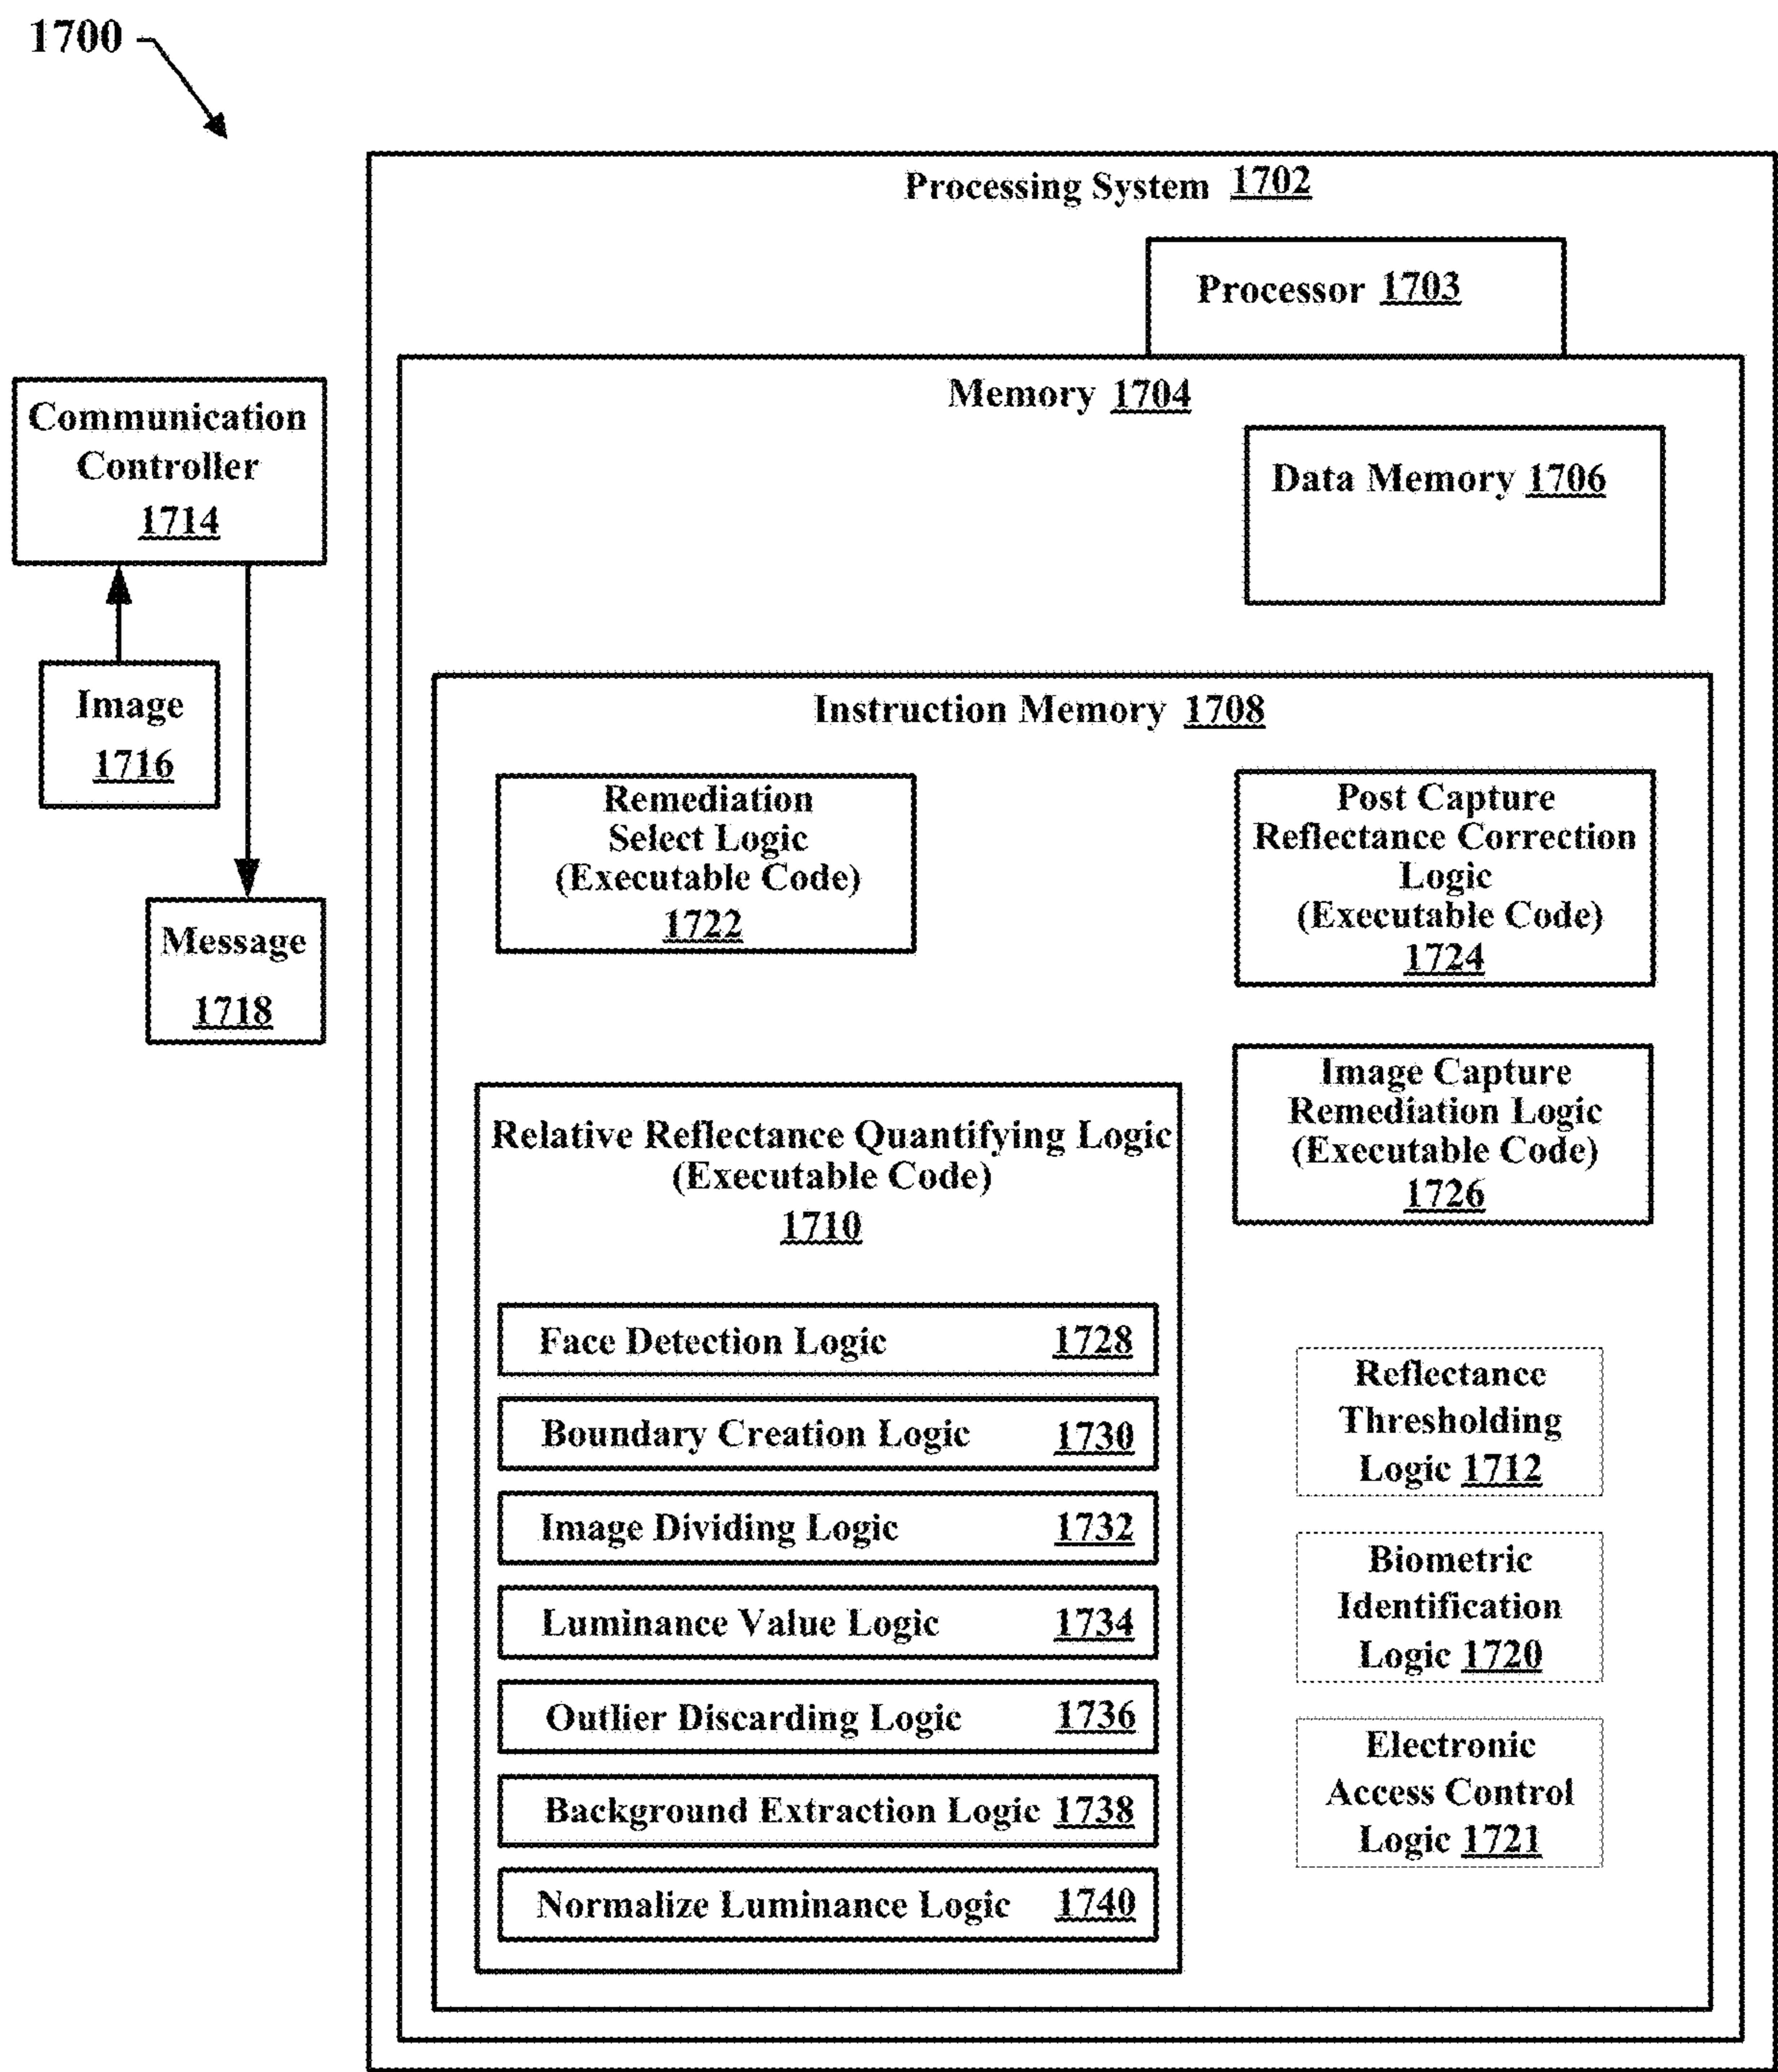 1700
Processing System 1702
Processor 1703
Memory 1704
Data Memory 1706
Communication
Controller
1714
Image
1716
Message
1718
Instruction Memory 1708
Remediation
Select Logic
(Executable Code)
1722
Post Capture
Reflectance Correction
Logic
(Executable Code)
1724
Image Capture
Remediation Logic
(Executable Code)
1726
Relative Reflectance Quantifying Logic
(Executable Code)
1710
Face Detection Logic 1728
Boundary Creation Logic 1730
Image Dividing Logic 1732
Luminance Value Logic 1734
Outlier Discarding Logic 1736
Background Extraction Logic 1738
Normalize Luminance Logic 1740
Reflectance
Thresholding
Logic 1712
Biometric
Identification
Logic 1720
Electronic
Access Control
Logic 1721